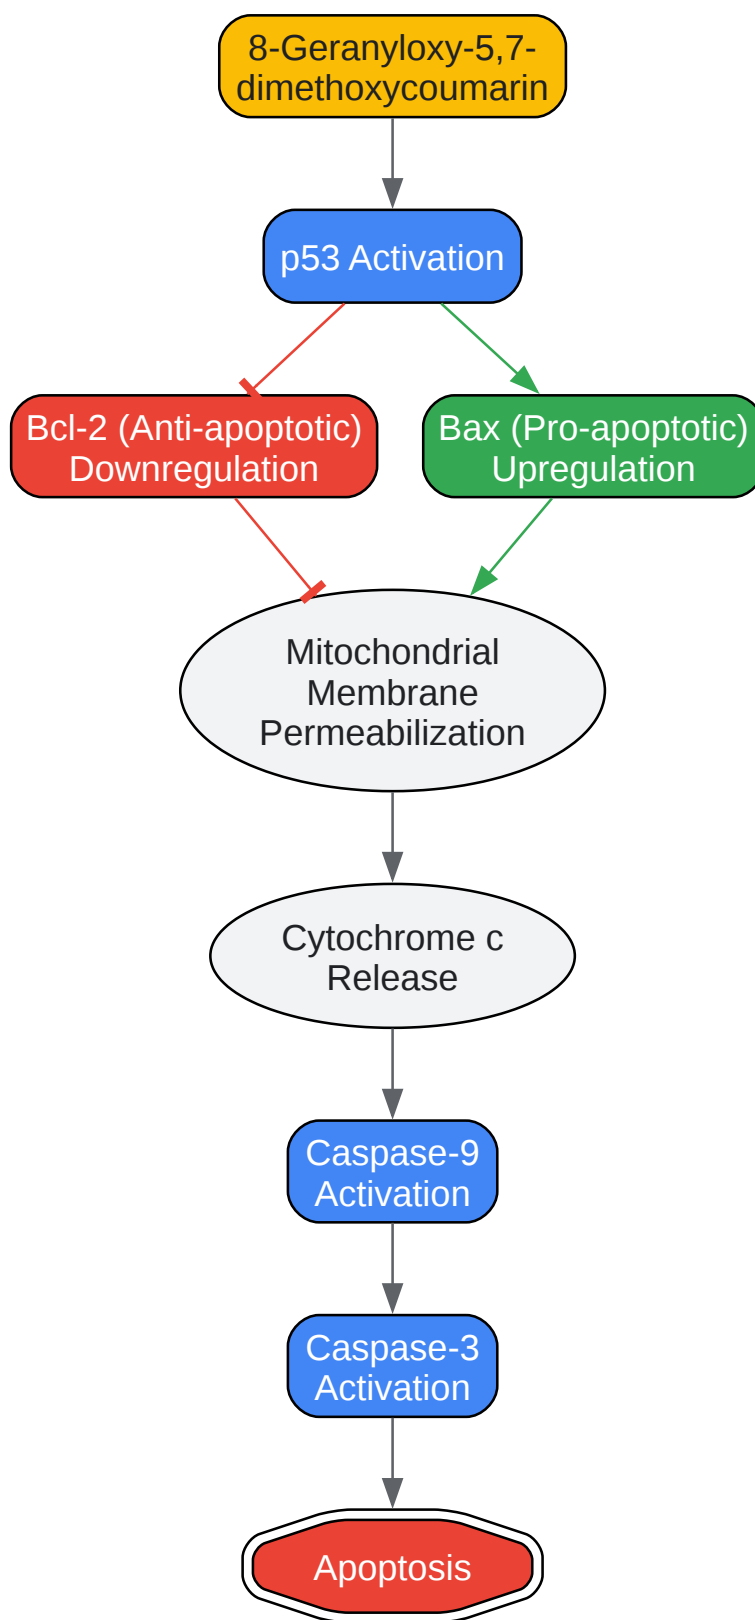 8-Geranyloxy-5,7-
dimethoxycoumarin
p53 Activation
Bcl-2 (Anti-apoptotic)
Downregulation
Bax (Pro-apoptotic)
Upregulation
Mitochondrial
Membrane
Permeabilization
Cytochrome c
Release
Caspase-9
Activation
Caspase-3
Activation
Apoptosis